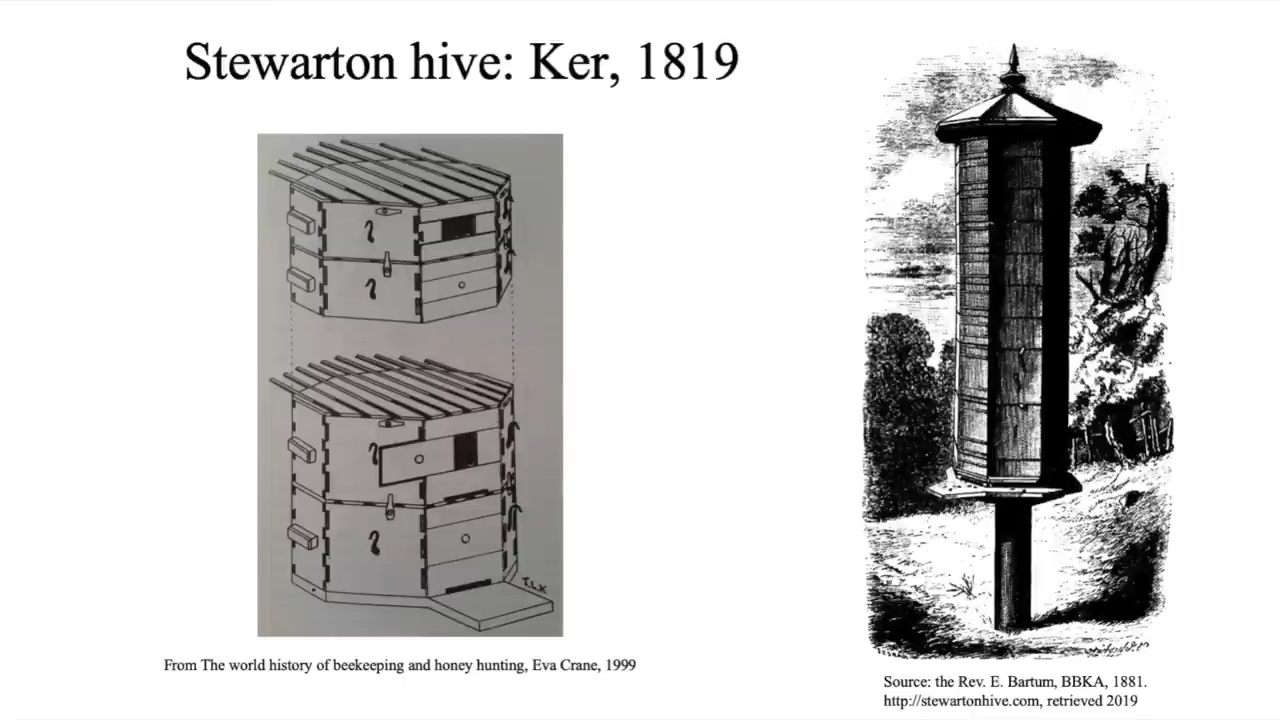 Stewarton hive: Ker, 1819
T.L.K
From The world history of beekeeping and honey hunting, Eva Crane, 1999
Source: the Rev. E. Bartum, BBKA, 1881.
http://stewartonhive.com, retrieved 2019